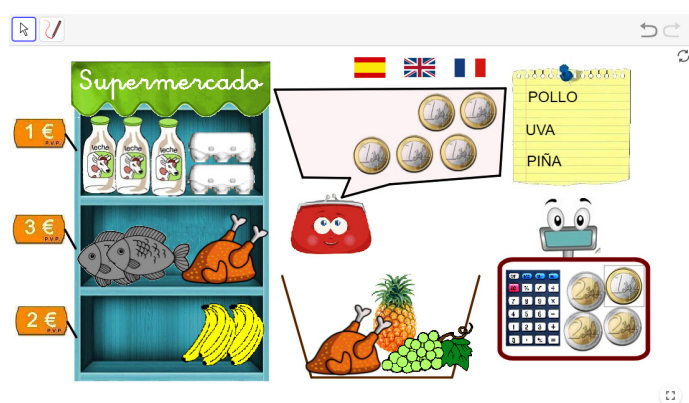 Supermercado
1 €
P.V.P.
leche leche leche
3 €
P.V.P.
2 €
P.V.P.
POLLO
UVA
PIÑA